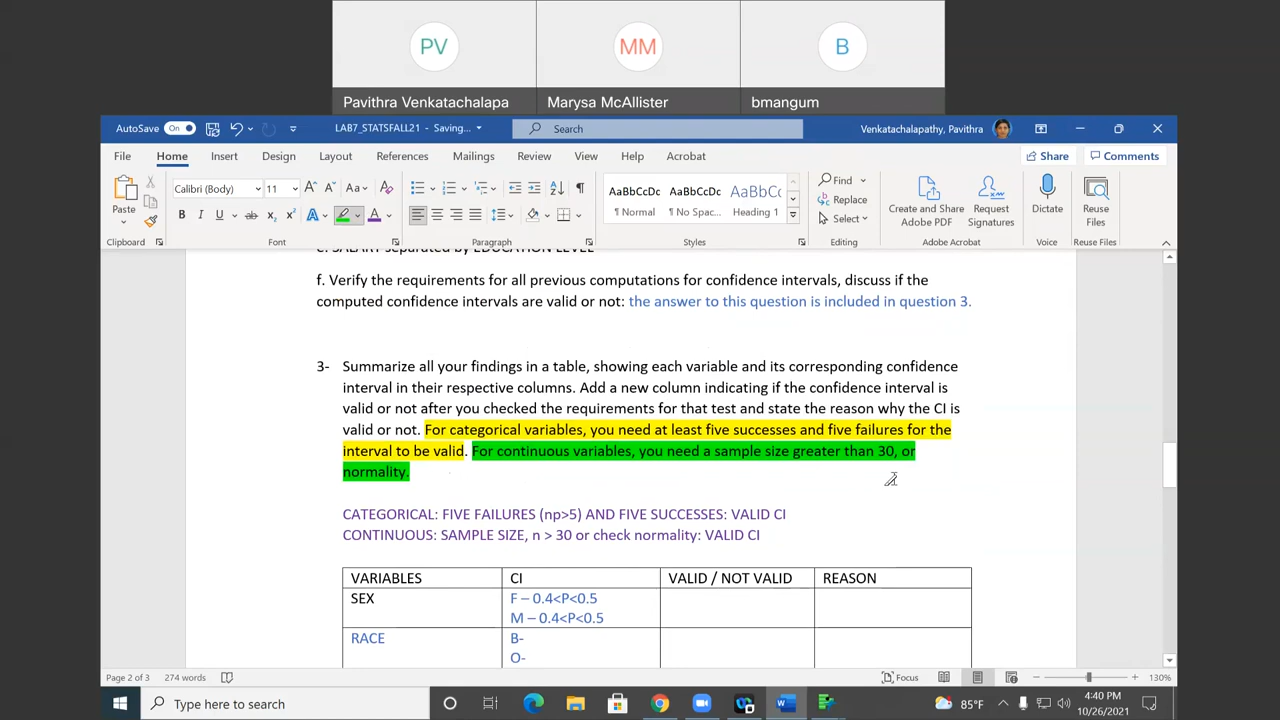 PV
MM
B
Pavithra Venkatachalapa
Marysa McAllister
bmangum
AutoSave
On
LAB7_STATSFALL21 - Saving...
Search
Venkatachalapathy, Pavithra
File
Home
Insert
Design
Layout
References
Mailings
Review
View
Help
Acrobat
Share
Comments
Paste
Calibri (Body)
11
AaBbCcDc
AaBbCcDc
AaBbCc
¶ Normal
¶ No Spac...
Heading 1
Find
Replace
Select
Create and Share
Adobe PDF
Request
Signatures
Dictate
Reuse
Files
Clipboard
Font
Paragraph
Styles
Editing
Adobe Acrobat
Voice
Reuse Files
e. SALARY separated by EDUCATION LEVEL
f. Verify the requirements for all previous computations for confidence intervals, discuss if the
computed confidence intervals are valid or not: the answer to this question is included in question 3.
3- Summarize all your findings in a table, showing each variable and its corresponding confidence
interval in their respective columns. Add a new column indicating if the confidence interval is
valid or not after you checked the requirements for that test and state the reason why the CI is
valid or not. For categorical variables, you need at least five successes and five failures for the
interval to be valid. For continuous variables, you need a sample size greater than 30, or
normality.
CATEGORICAL: FIVE FAILURES (np>5) AND FIVE SUCCESSES: VALID CI
CONTINUOUS: SAMPLE SIZE, n > 30 or check normality: VALID CI
VARIABLES CI VALID / NOT VALID REASON
SEX F – 0.4<P<0.5
M – 0.4<P<0.5
RACE B-
O-
Page 2 of 3
274 words
Focus
130%
Type here to search
85°F
4:40 PM
10/26/2021